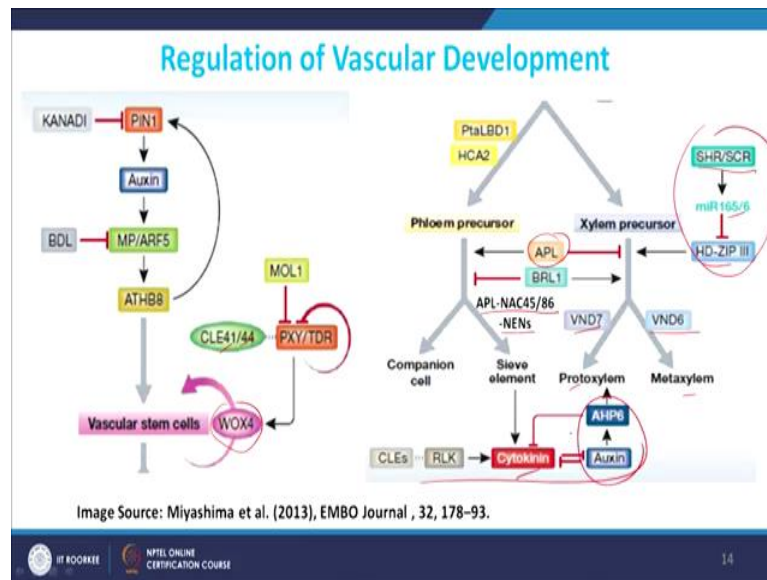 Regulation of Vascular Development
KANADI
PIN1
Auxin
BDL
MP/ARF5
ATHB8
MOL1
CLE41/44
PXY/TDR
Vascular stem cells
WOX4
PtaLBD1
HCA2
SHR/SCR
miR165/6
HD-ZIP III
Phloem precursor
Xylem precursor
APL
BRL1
APL-NAC45/86
-NENs
VND7
VND6
Companion
cell
Sieve
element
Protoxylem
Metaxylem
AHP6
CLEs
RLK
Cytokinin
Auxin
Image Source: Miyashima et al. (2013), EMBO Journal , 32, 178–93.
IIT ROORKEE
NPTEL ONLINE
CERTIFICATION COURSE
14